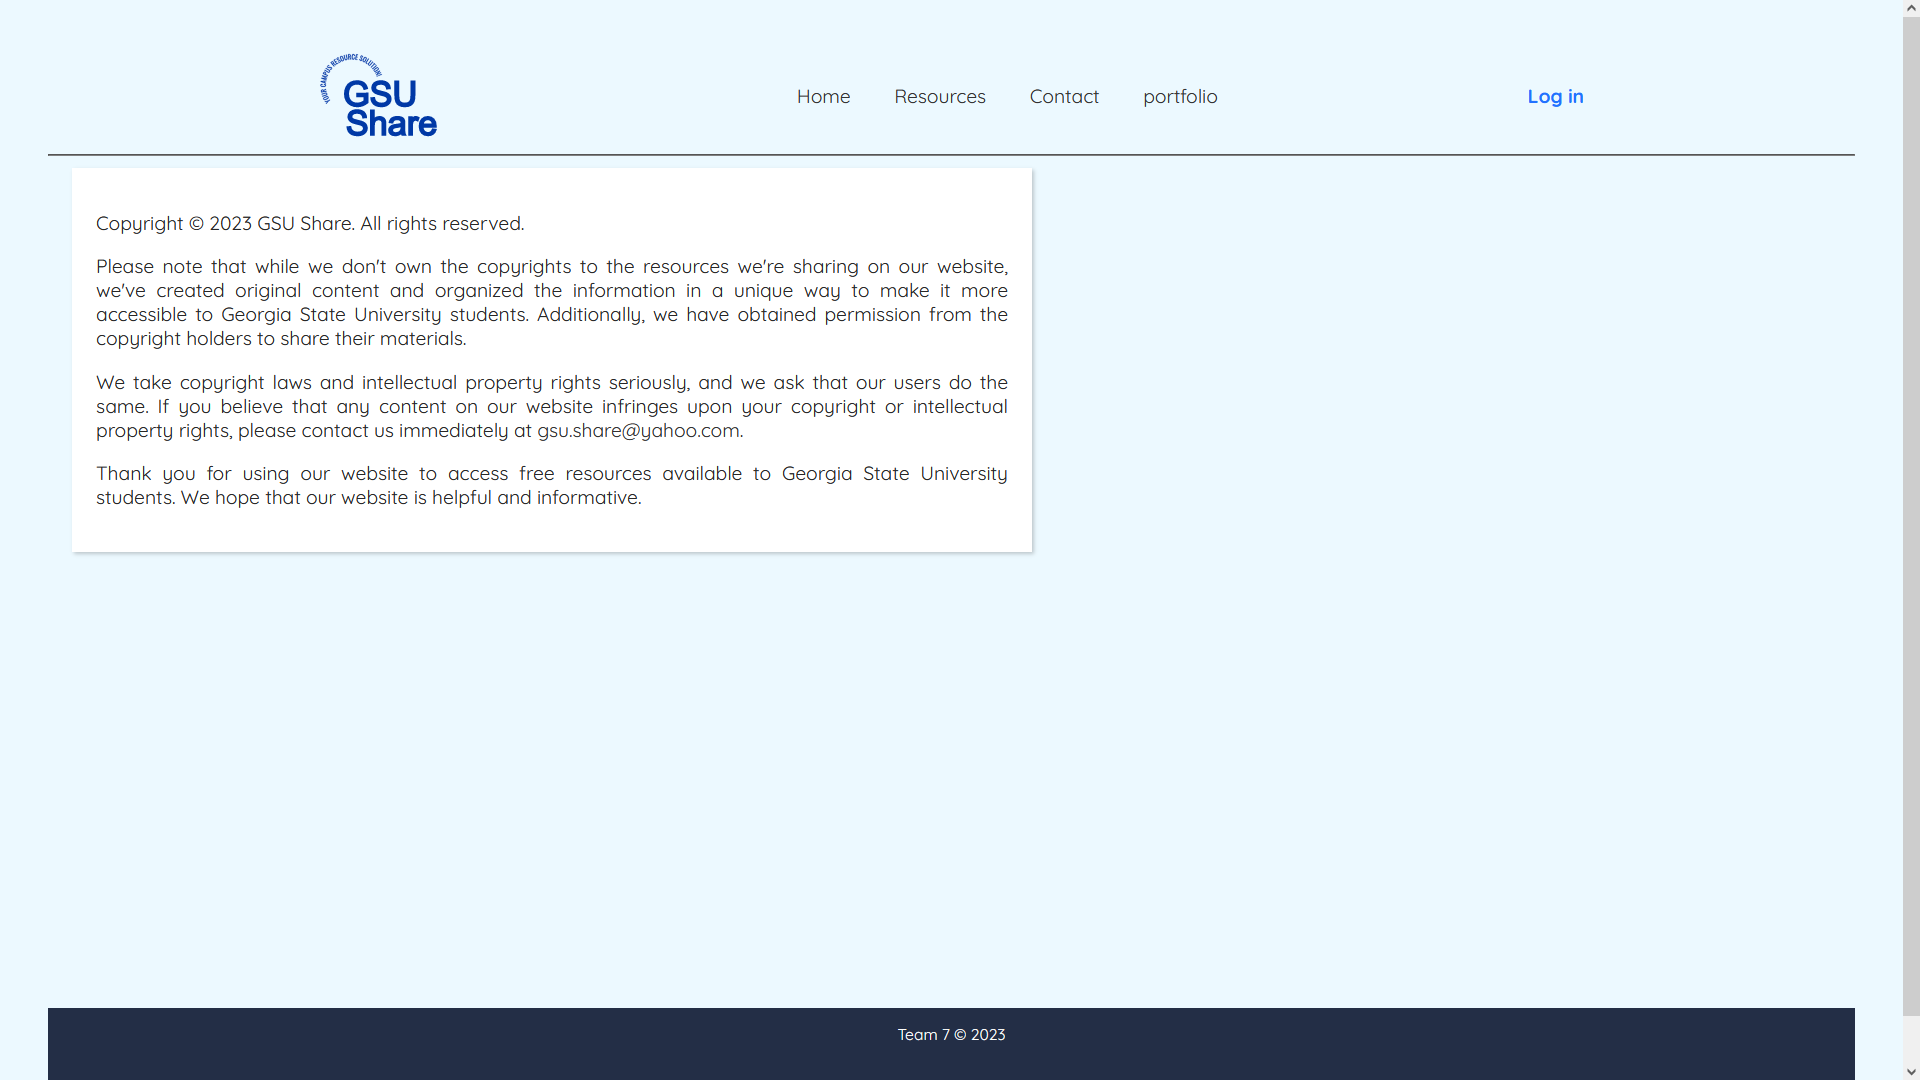 YOUR CAMPUS RESOURCE SOLUTION!
GSU
Share
Home
Resources
Contact
portfolio
Log in
Copyright © 2023 GSU Share. All rights reserved.
Please note that while we don't own the copyrights to the resources we're sharing on our website,
we've created original content and organized the information in a unique way to make it more
accessible to Georgia State University students. Additionally, we have obtained permission from the
copyright holders to share their materials.
We take copyright laws and intellectual property rights seriously, and we ask that our users do the
same. If you believe that any content on our website infringes upon your copyright or intellectual
property rights, please contact us immediately at gsu.share@yahoo.com.
Thank you for using our website to access free resources available to Georgia State University
students. We hope that our website is helpful and informative.
Team 7 © 2023